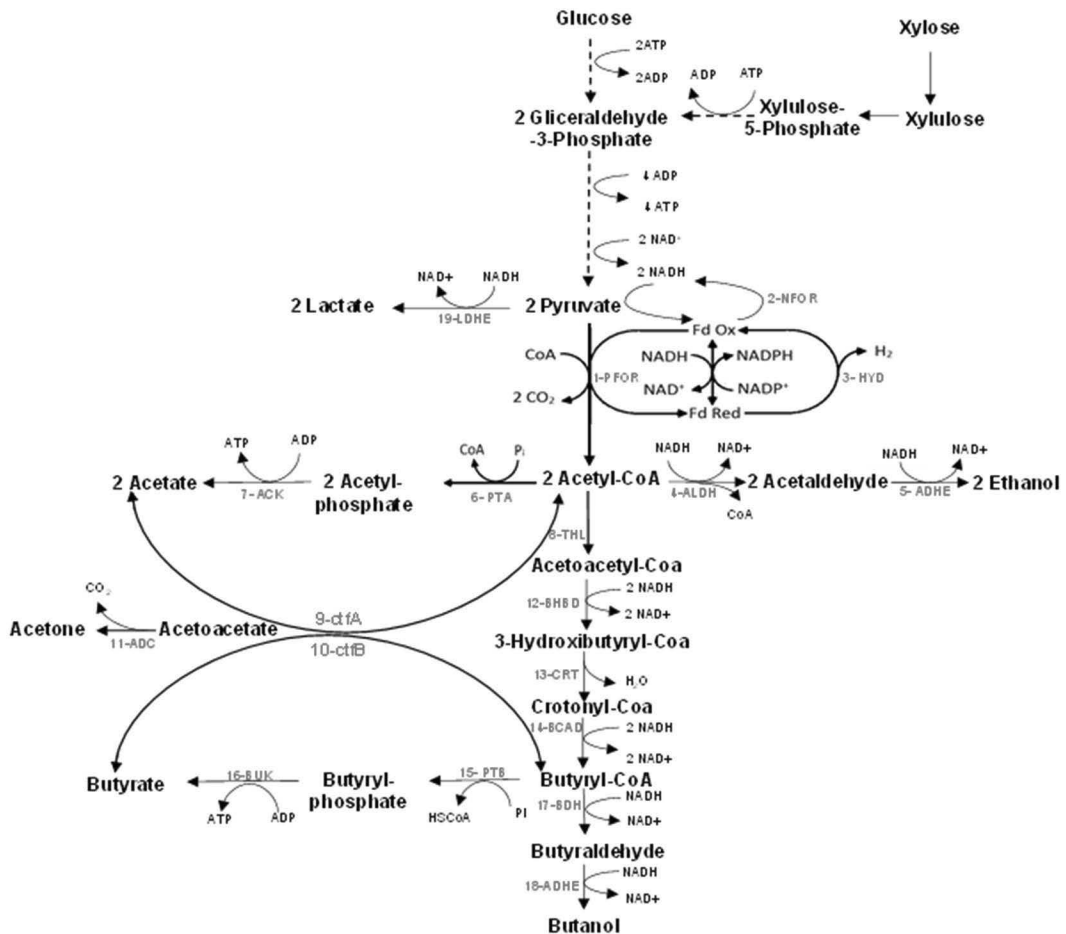 Glucose
Xylose
2ATP
2ADP
ADP
ATP
2 Gliceraldehyde
-3-Phosphate
Xylulose-
5-Phosphate
Xylulose
ADP
ATP
2 NAD
2 NADH
NAD+
NADH
2 Lactate
19-LDHE
2 Pyruvate
2-NFOR
Fd Ox
CoA
1-PFOR
NADH
NADPH
3- HYD
H2
2 CO2
NAD+
NADP+
Fd Red
ATP
ADP
CoA
Pi
NADH
NAD+
NADH
NAD+
2 Acetate
7-ACK
2 Acetyl-
phosphate
6-PTA
2 Acetyl-CoA
4-ALDH
2 Acetaldehyde
5- ADHE
2 Ethanol
CoA
8-THL
Acetoacetyl-Coa
CO2
12-BHBD
2 NADH
2 NAD+
Acetone
11-ADC
Acetoacetate
9-ctfA
10-ctfB
3-Hydroxibutyryl-Coa
13-CRT
H2O
Crotonyl-Coa
14-BCAD
2 NADH
2 NAD+
Butyrate
16-BUK
Butyryl-
phosphate
15- PTB
Butyryl-CoA
ATP
ADP
HSCoA
PI
17-BDH
NADH
NAD+
Butyraldehyde
18-ADHE
NADH
NAD+
Butanol